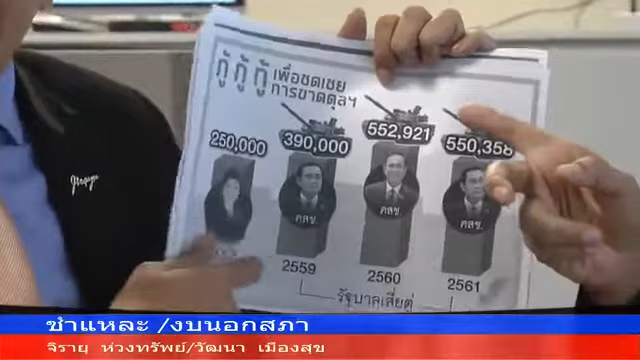 กู้ กู้ กู้ เพื่อชดเชย
การขาดดุลฯ
250,000
390,000
552,921
550,358
คสช.
คสช.
คสช.
2559
2560
2561
รัฐบาลเสี่ยตู่
ชำแหละ /งบนอกสภา
จิรายุ ห่วงทรัพย์/วัฒนา เมืองสุข